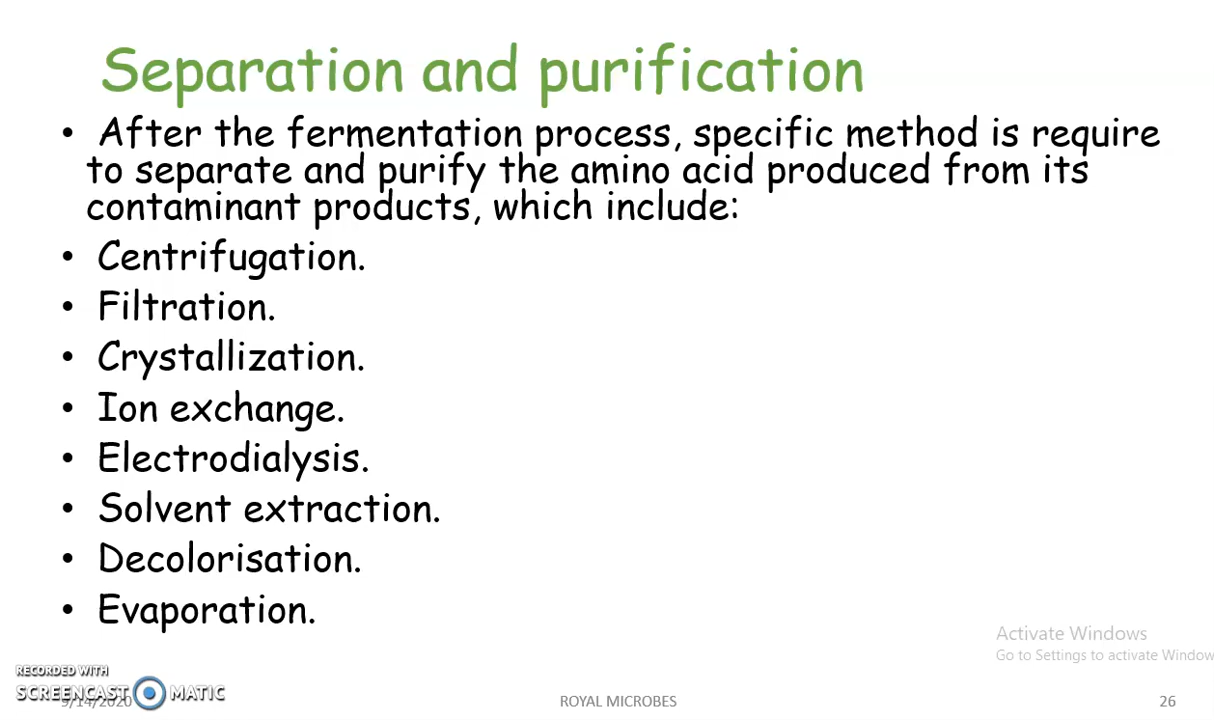 Separation and purification
• After the fermentation process, specific method is require
to separate and purify the amino acid produced from its
contaminant products, which include:
• Centrifugation.
• Filtration.
• Crystallization.
• Ion exchange.
• Electrodialysis.
• Solvent extraction.
• Decolorisation.
• Evaporation.
Activate Windows
Go to Settings to activate Window
RECORDED WITH
SCREENCAST MATIC
9/14/2020
ROYAL MICROBES
26